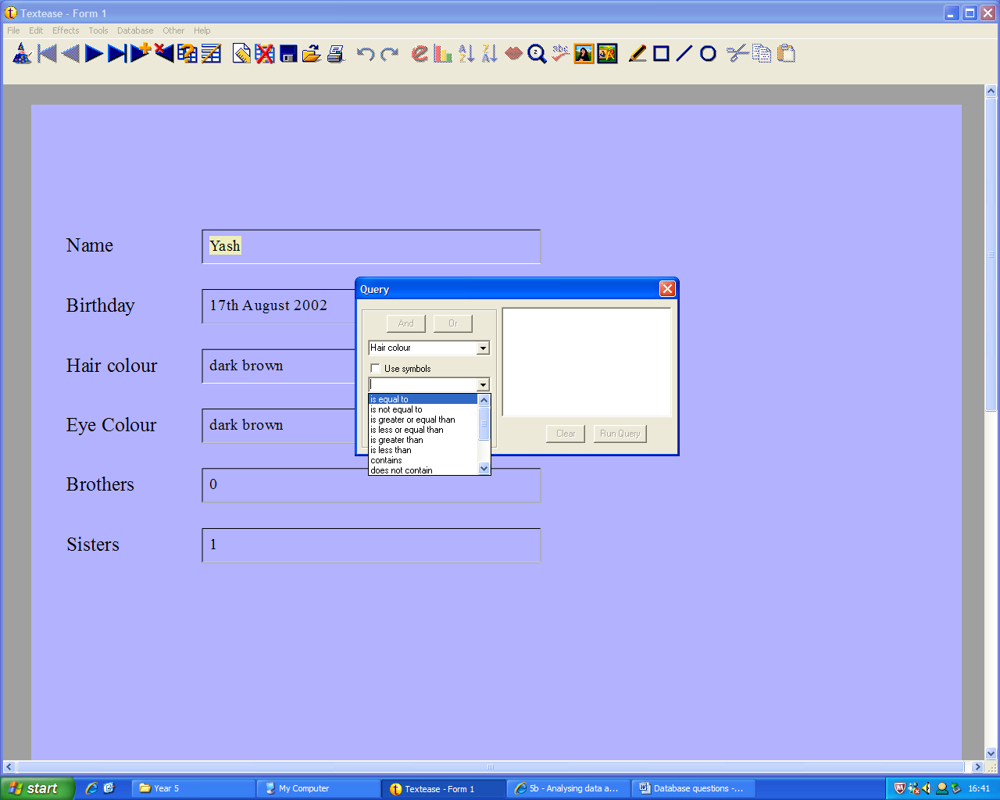 Textease - Form 1
File Edit Effects Tools Database Other Help
Name Yash
Birthday 17th August 2002
Hair colour dark brown
Eye Colour dark brown
Brothers 0
Sisters 1
Query
And Or
Hair colour
Use symbols
is equal to
is not equal to
is greater or equal than
is less or equal than
is greater than
is less than
contains
does not contain
Clear Run Query
start Year 5 My Computer Textease - Form 1 5b - Analysing data a... Database questions -... 16:41